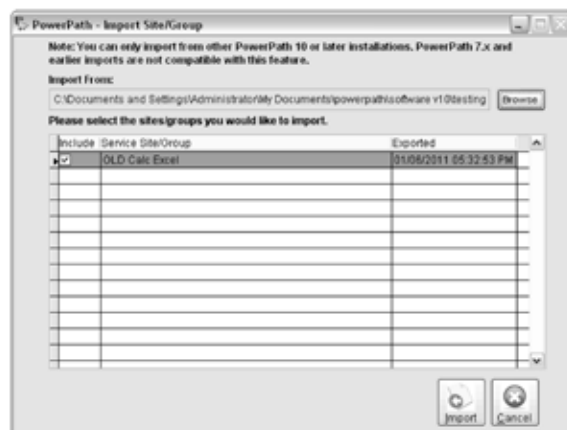 PowerPath - Import Site/Group
Note: You can only import from other PowerPath 10 or later installations. PowerPath 7.x and
earlier imports are not compatible with this feature.
Import From:
C:\Documents and Settings\Administrator\My Documents\powerpath\software v10\testing
Browse
Please select the sites/groups you would like to import.
Include Service Site/Group Exported
OLD Calc Excel 01/06/2011 05:32:53 PM
Import Cancel